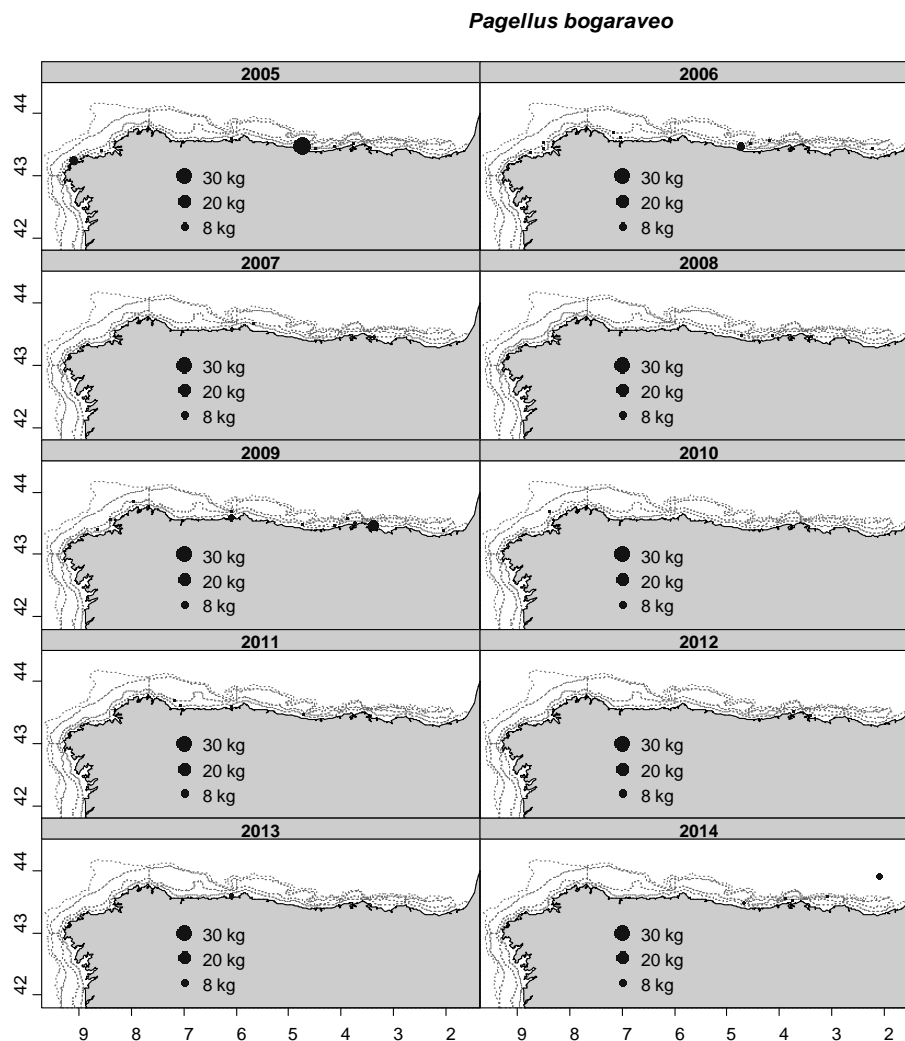 Pagellus bogaraveo
2005 2006
44
43
42
30 kg 30 kg
20 kg 20 kg
8 kg 8 kg
2007 2008
44
43
42
30 kg 30 kg
20 kg 20 kg
8 kg 8 kg
2009 2010
44
43
42
30 kg 30 kg
20 kg 20 kg
8 kg 8 kg
2011 2012
44
43
42
30 kg 30 kg
20 kg 20 kg
8 kg 8 kg
2013 2014
44
43
42
30 kg 30 kg
20 kg 20 kg
8 kg 8 kg
9 8 7 6 5 4 3 2 9 8 7 6 5 4 3 2